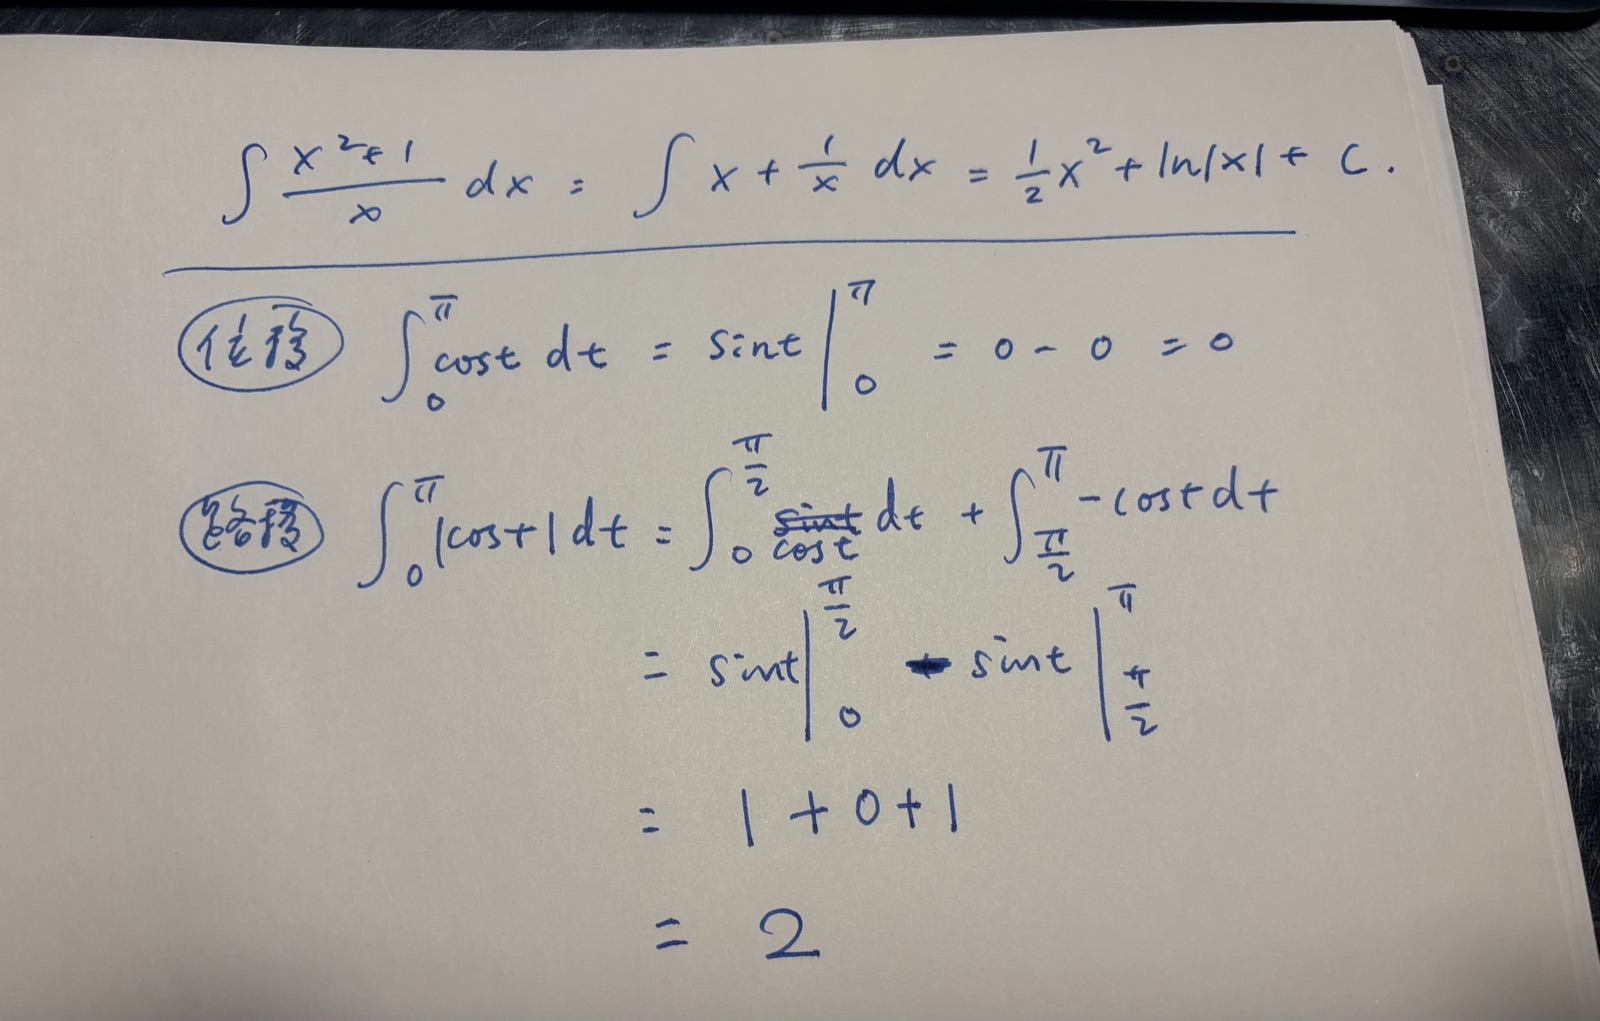 ∫ (x²+1)/x dx = ∫ x + 1/x dx = 1/2 x² + ln|x| + C.
位移 ∫₀^π cost dt = sint |₀^π = 0 - 0 = 0
路程 ∫₀^π |cost| dt = ∫₀^(π/2) cost dt + ∫_(π/2)^π -cost dt
= sint |₀^(π/2) - sint |_(π/2)^π
= 1 + 0 + 1
= 2